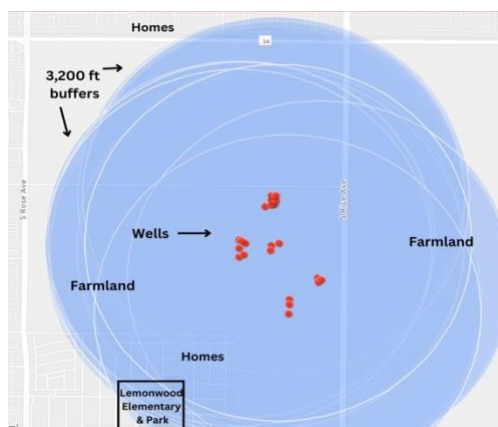 Homes
34
3,200 ft
buffers
S Rose Ave
S Rice Ave
Wells
Farmland
Farmland
Homes
Lemonwood
Elementary
& Park